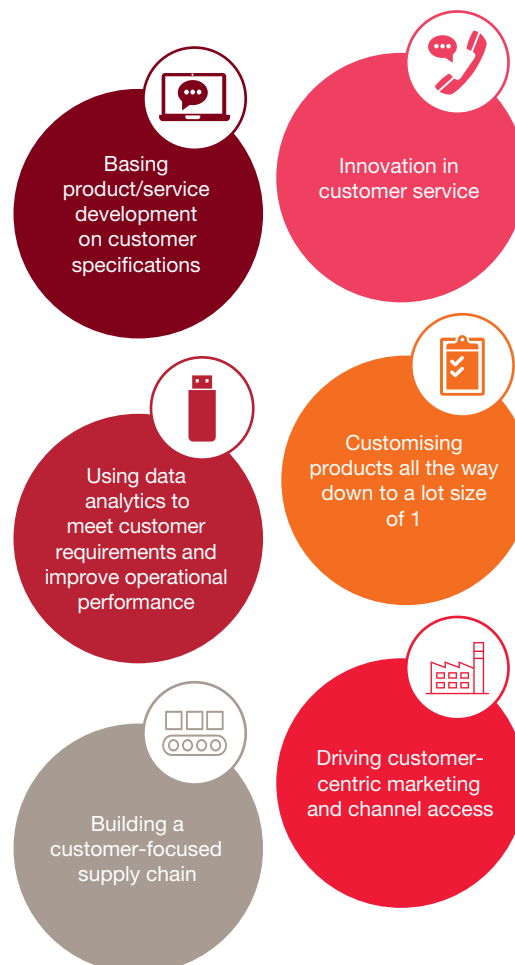 Basing
product/service
development
on customer
specifications
Innovation in
customer service
Using data
analytics to
meet customer
requirements and
improve operational
performance
Customising
products all the way
down to a lot size
of 1
Building a
customer-focused
supply chain
Driving customer-
centric marketing
and channel access